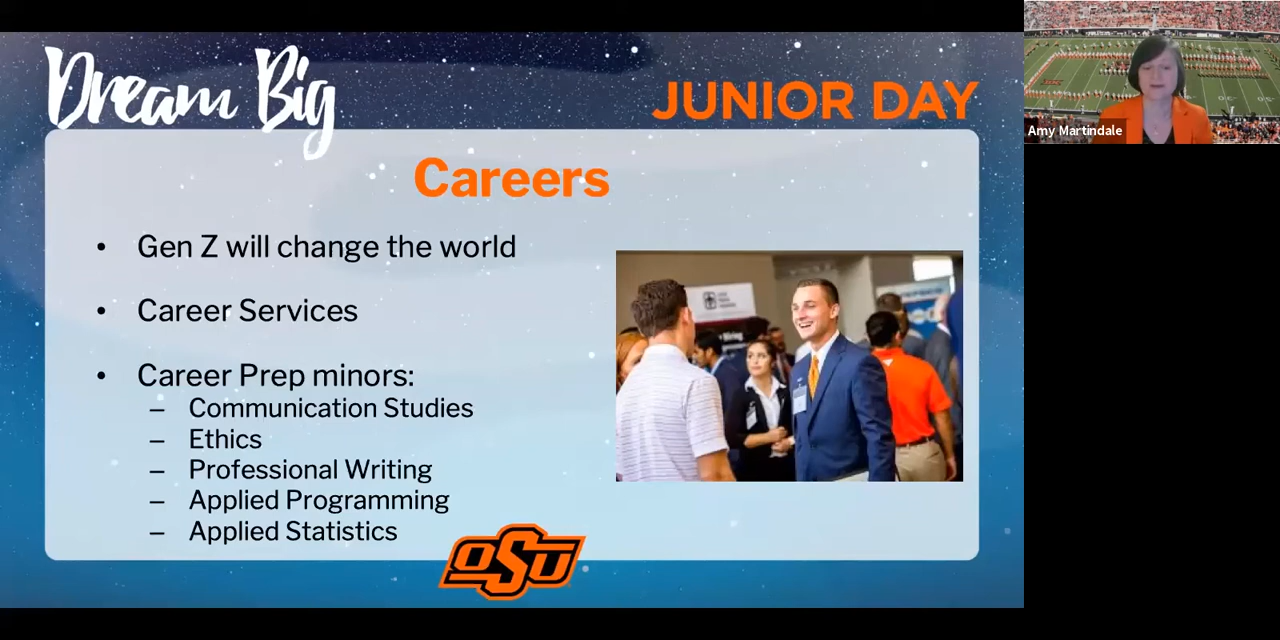 Dream Big
JUNIOR DAY
Amy Martindale
Careers
• Gen Z will change the world
• Career Services
• Career Prep minors:
– Communication Studies
– Ethics
– Professional Writing
– Applied Programming
– Applied Statistics
OSU